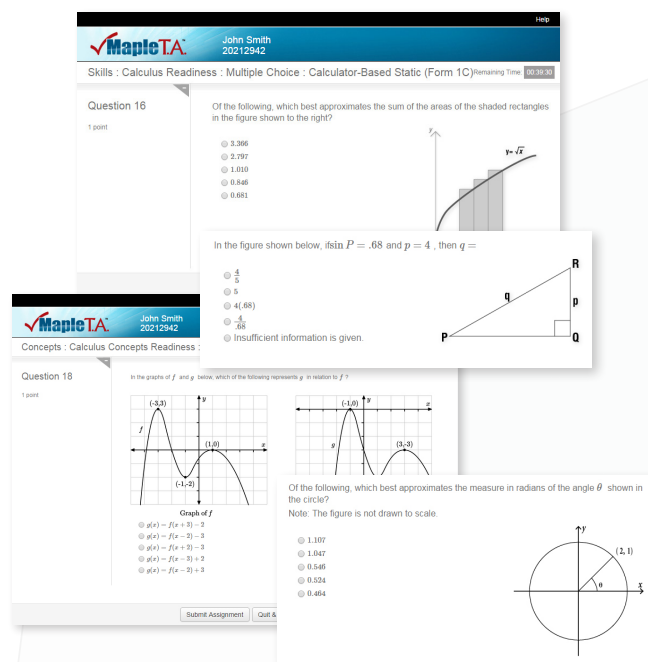 Help
MapleT.A.
John Smith
20212942
Skills : Calculus Readiness : Multiple Choice : Calculator-Based Static (Form 1C)
Remaining Time: 00:39:30
Question 16
1 point
Of the following, which best approximates the sum of the areas of the shaded rectangles
in the figure shown to the right?
3.366
2.797
1.010
0.846
0.681
y
y= √x
In the figure shown below, ifsin P = .68 and p = 4 , then q =
4/5
5
4(.68)
4/.68
Insufficient information is given.
R
q
p
P
Q
MapleT.A.
John Smith
20212942
Concepts : Calculus Concepts Readiness :
Question 18
1 point
In the graphs of f and g below, which of the following represents g in relation to f ?
(-3,3)
y
f
(1,0)
x
(-1,-2)
Graph of f
(-1,0)
y
x
g
(3,-3)
g(x) = f(x + 3) − 2
g(x) = f(x − 2) − 3
g(x) = f(x + 2) − 3
g(x) = f(x − 3) + 2
g(x) = f(x − 2) + 3
Submit Assignment
Quit &
Of the following, which best approximates the measure in radians of the angle θ shown in
the circle?
Note: The figure is not drawn to scale.
1.107
1.047
0.546
0.524
0.464
y
(2, 1)
θ
x